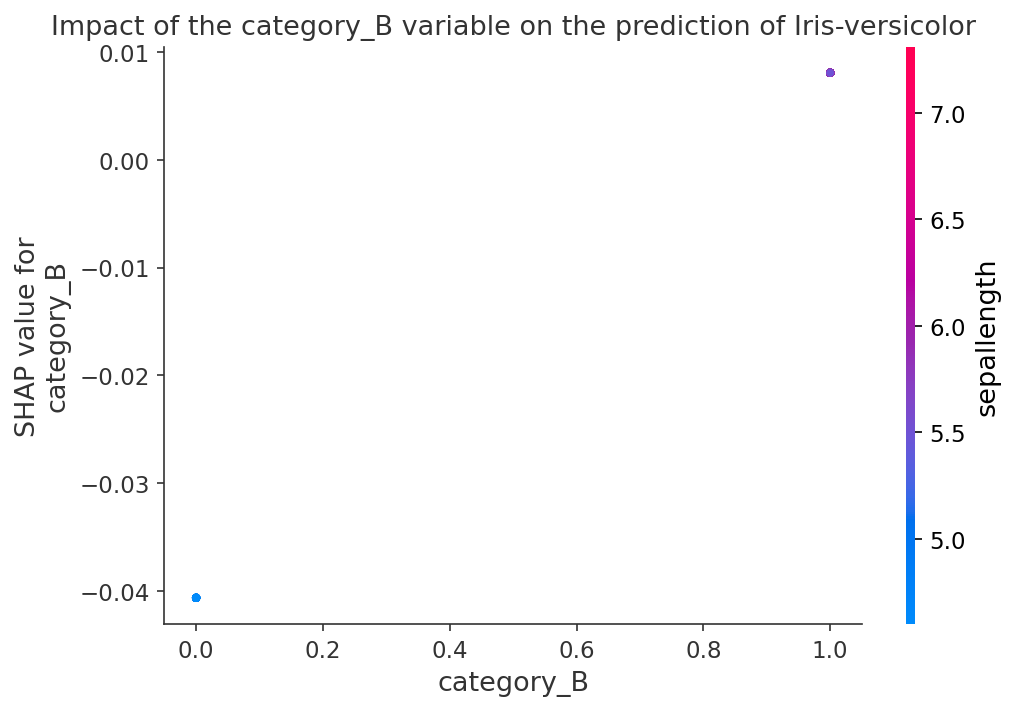 Impact of the category_B variable on the prediction of Iris-versicolor
0.01
0.00
−0.01
−0.02
−0.03
−0.04
SHAP value for
category_B
0.0 0.2 0.4 0.6 0.8 1.0
category_B
7.0
6.5
6.0
5.5
5.0
sepallength